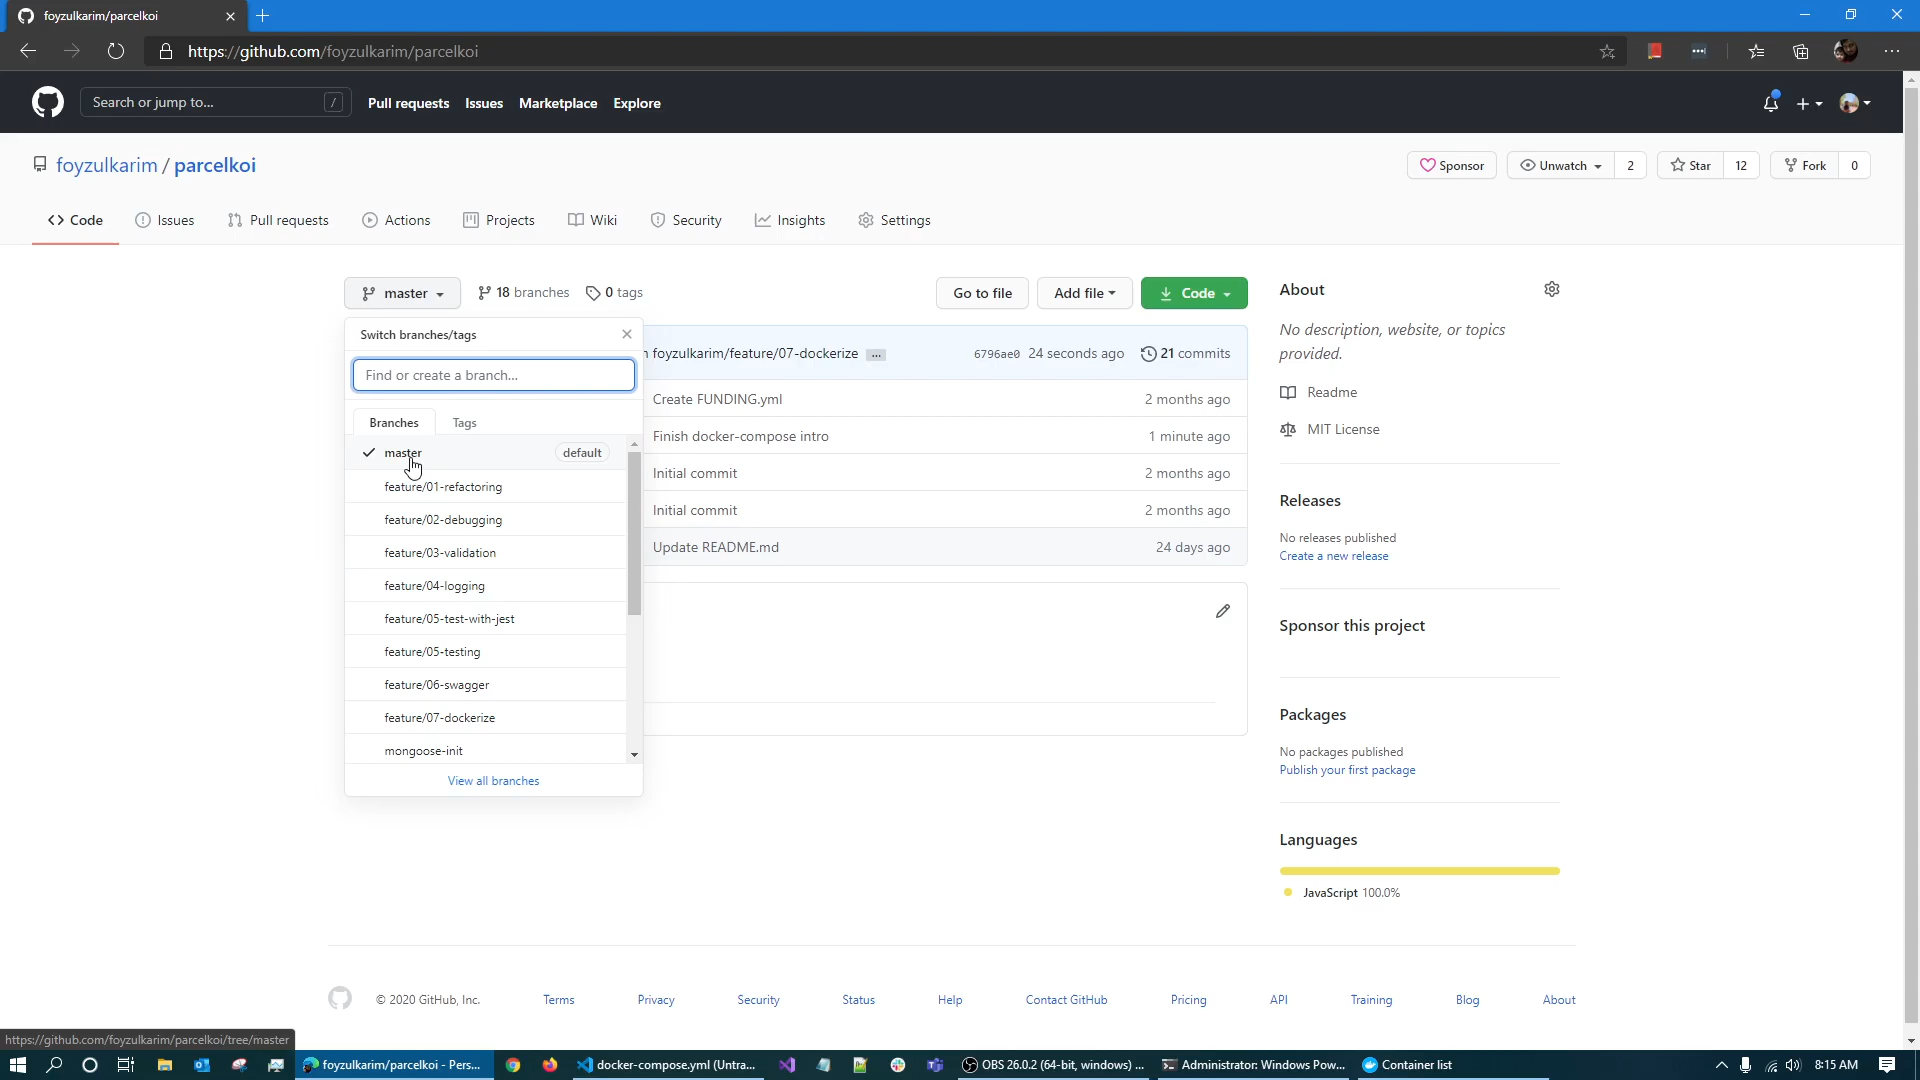 foyzulkarim/parcelkoi
https://github.com/foyzulkarim/parcelkoi
Search or jump to... /
Pull requests Issues Marketplace Explore
foyzulkarim / parcelkoi
Sponsor Unwatch 2 Star 12 Fork 0
Code Issues Pull requests Actions Projects Wiki Security Insights Settings
master 18 branches 0 tags Go to file Add file Code
Switch branches/tags
Find or create a branch...
Branches Tags
master default
feature/01-refactoring
feature/02-debugging
feature/03-validation
feature/04-logging
feature/05-test-with-jest
feature/05-testing
feature/06-swagger
feature/07-dockerize
mongoose-init
View all branches
foyzulkarim/feature/07-dockerize ... 6796ae0 24 seconds ago 21 commits
Create FUNDING.yml 2 months ago
Finish docker-compose intro 1 minute ago
Initial commit 2 months ago
Initial commit 2 months ago
Update README.md 24 days ago
About
No description, website, or topics
provided.
Readme
MIT License
Releases
No releases published
Create a new release
Sponsor this project
Packages
No packages published
Publish your first package
Languages
JavaScript 100.0%
© 2020 GitHub, Inc. Terms Privacy Security Status Help Contact GitHub Pricing API Training Blog About
https://github.com/foyzulkarim/parcelkoi/tree/master
foyzulkarim/parcelkoi - Pers... docker-compose.yml (Untra... OBS 26.0.2 (64-bit, windows) ... Administrator: Windows Pow... Container list 8:15 AM